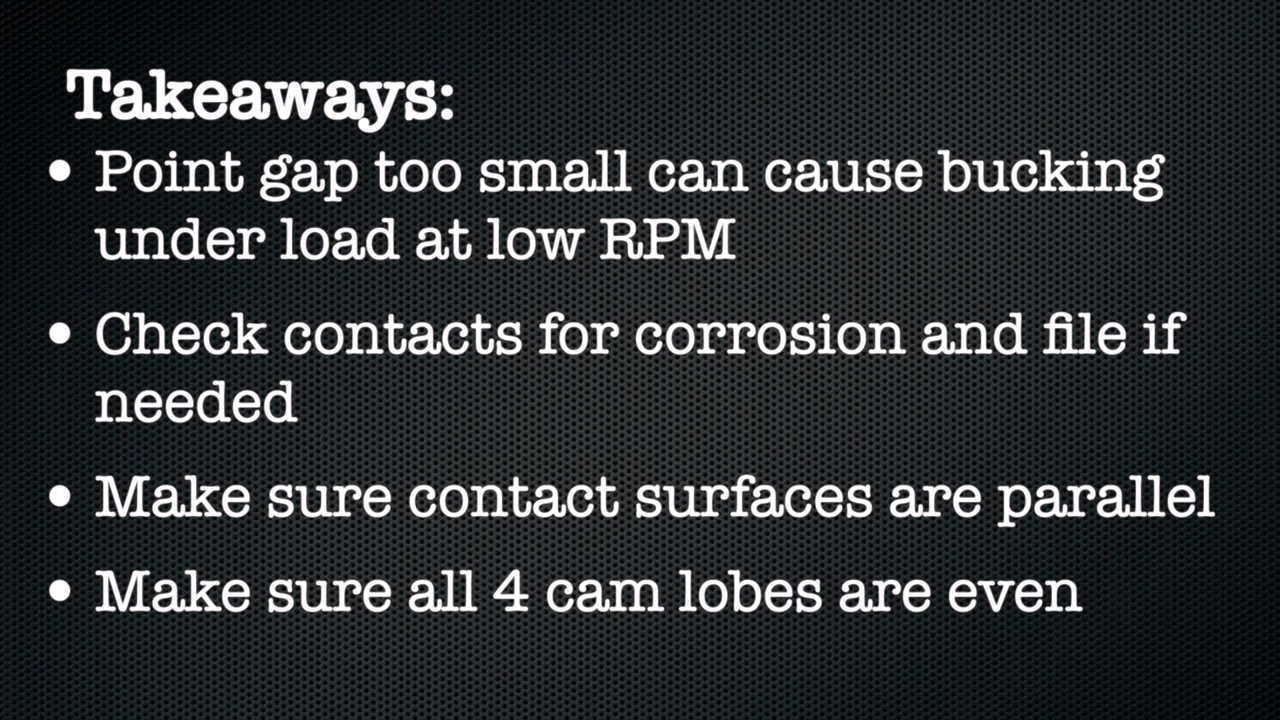 Takeaways:
• Point gap too small can cause bucking
under load at low RPM
• Check contacts for corrosion and file if
needed
• Make sure contact surfaces are parallel
• Make sure all 4 cam lobes are even